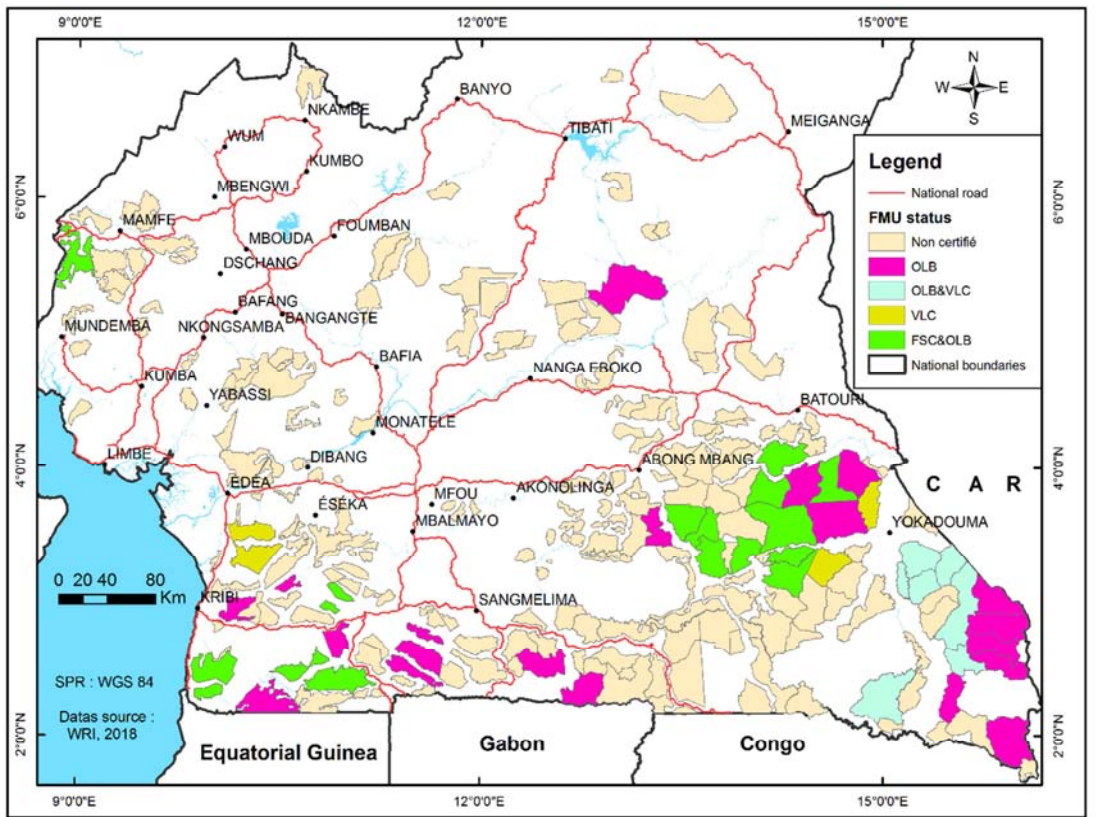 9°0'0"E 12°0'0"E 15°0'0"E
N
W E
S
BANYO
NKAMBE
TIBATI
MEIGANGA
WUM
KUMBO
MBENGWI
6°0'0"N
6°0'0"N
MAMFE
FOUMBAN
MBOUDA
DSCHANG
BAFANG
BANGANGTE
MUNDEMBA
NKONGSAMBA
BAFIA
NANGA EBOKO
KUMBA
YABASSI
BATOURI
MONATELE
LIMBE
DIBANG
ABONG MBANG
4°0'0"N
4°0'0"N
EDEA
ESEKA
MFOU
AKONOLINGA
MBALMAYO
C A R
YOKADOUMA
0 20 40 80
Km
KRIBI
SANGMELIMA
SPR : WGS 84
Datas source :
WRI, 2018
2°0'0"N
2°0'0"N
Equatorial Guinea
Gabon
Congo
9°0'0"E 12°0'0"E 15°0'0"E
Legend
National road
FMU status
Non certifié
OLB
OLB&VLC
VLC
FSC&OLB
National boundaries